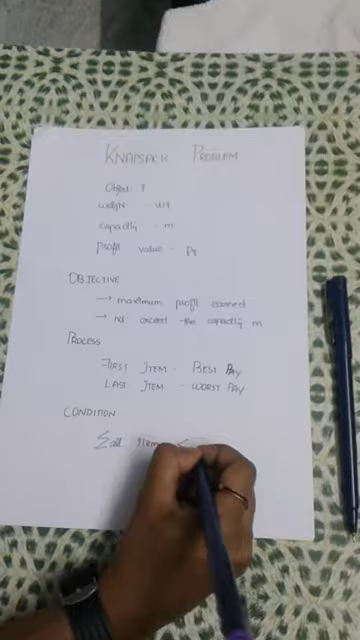 KNAPSACK PROBLEM
Object i
weight - wi
capacity - m
profit value - Pi
OBJECTIVE
→ maximum profit earned
→ not exceed the capacity m
PROCESS
FIRST ITEM - BEST PAY
LAST ITEM - WORST PAY
CONDITION
Σ all Item